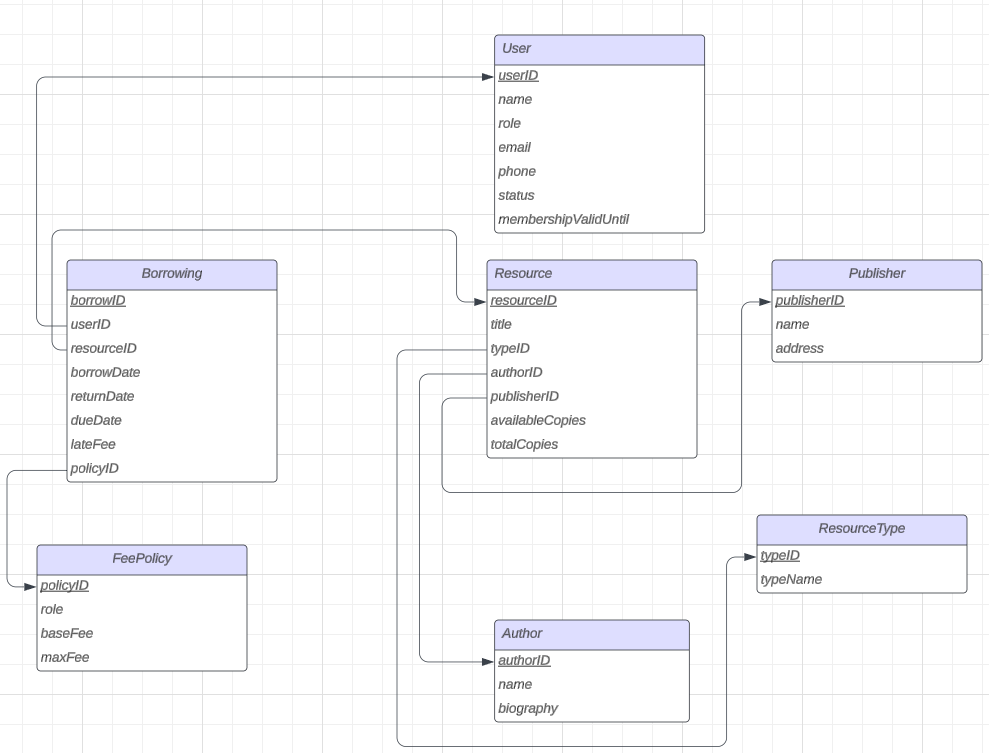 User
userID
name
role
email
phone
status
membershipValidUntil
Borrowing
borrowID
userID
resourceID
borrowDate
returnDate
dueDate
lateFee
policyID
Resource
resourceID
title
typeID
authorID
publisherID
availableCopies
totalCopies
Publisher
publisherID
name
address
FeePolicy
policyID
role
baseFee
maxFee
ResourceType
typeID
typeName
Author
authorID
name
biography